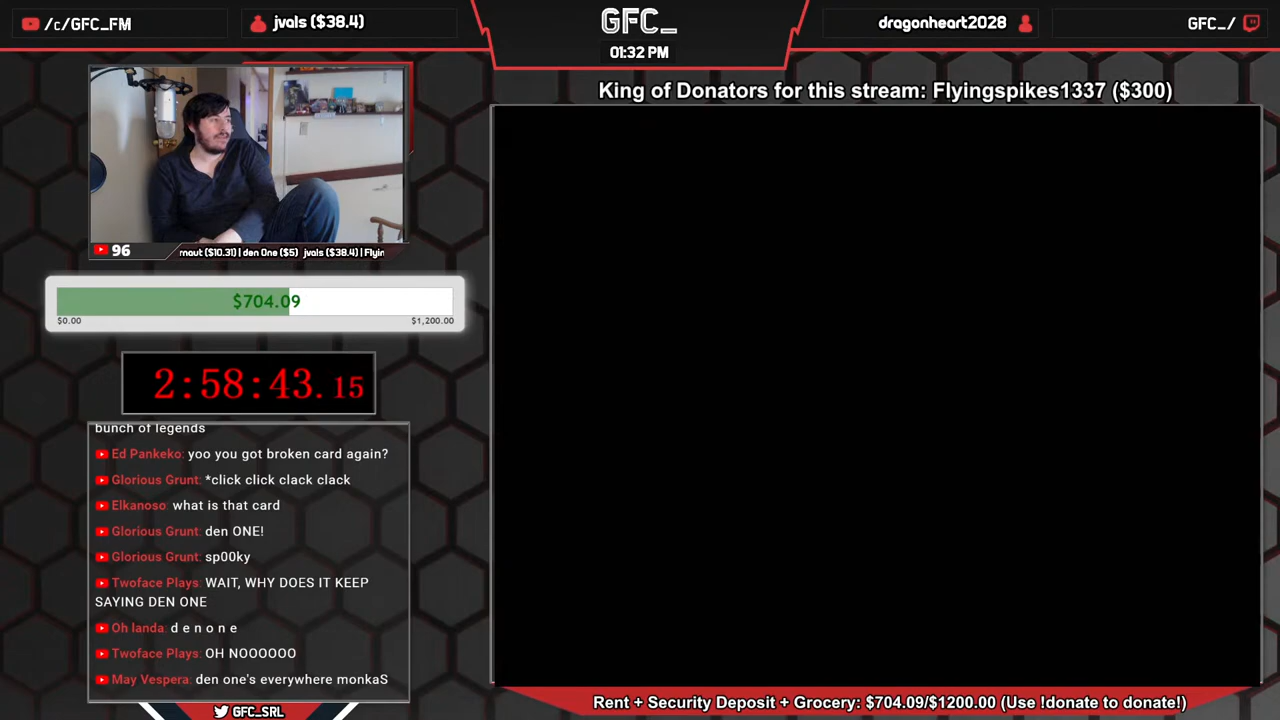 /c/GFC_FM
jvals ($38.4)
GFC_
01:32 PM
dragonheart2028
GFC_/
King of Donators for this stream: Flyingspikes1337 ($300)
96
rnaut ($10.31) | den One ($5) jvals ($38.4) | Flyin
$704.09
$0.00
$1,200.00
2:58:43.15
bunch of legends
Ed Pankeko: yoo you got broken card again?
Glorious Grunt: *click click clack clack
Elkanoso: what is that card
Glorious Grunt: den ONE!
Glorious Grunt: sp00ky
Twoface Plays: WAIT, WHY DOES IT KEEP
SAYING DEN ONE
Oh landa: d e n o n e
Twoface Plays: OH NOOOOOO
May Vespera: den one's everywhere monkaS
GFC_SRL
Rent + Security Deposit + Grocery: $704.09/$1200.00 (Use !donate to donate!)